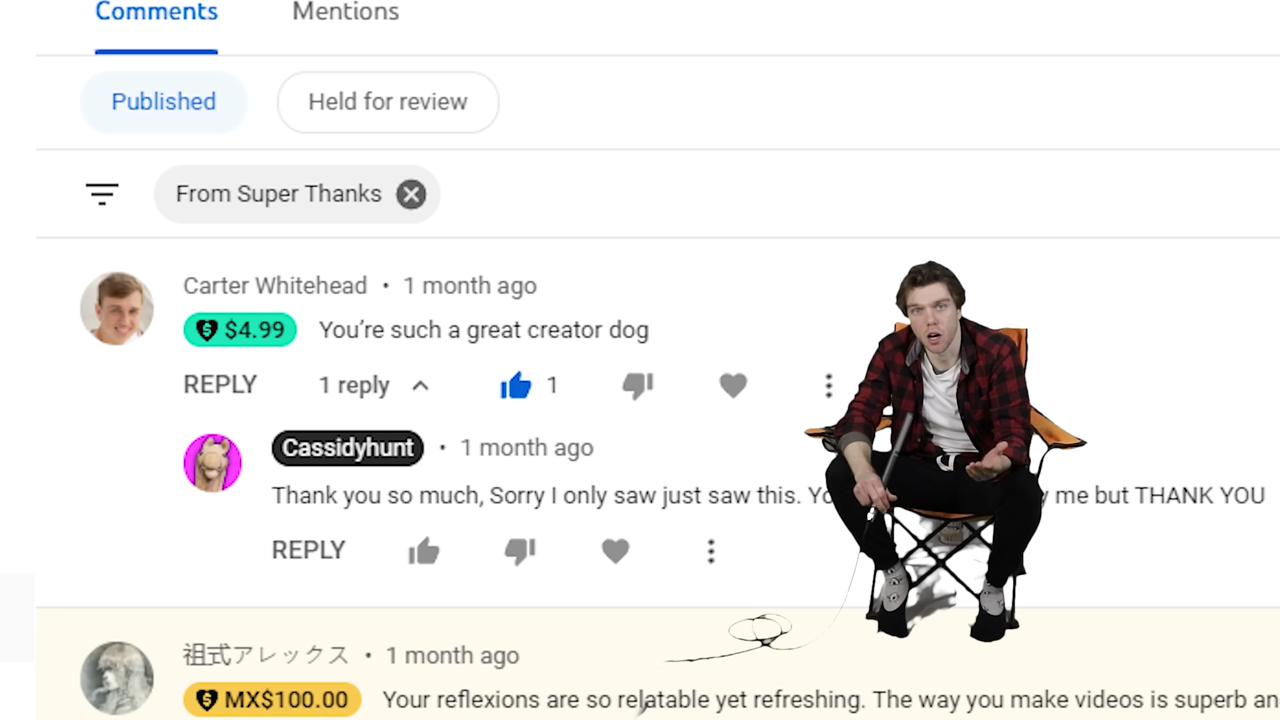 Comments Mentions
Published Held for review
From Super Thanks
Carter Whitehead • 1 month ago
$4.99 You’re such a great creator dog
REPLY 1 reply 1
Cassidyhunt • 1 month ago
Thank you so much, Sorry I only saw just saw this. me but THANK YOU
REPLY
祖式アレックス • 1 month ago
MX$100.00 Your reflexions are so relatable yet refreshing. The way you make videos is superb an